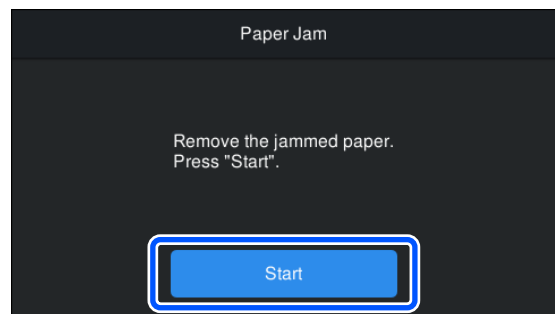 Paper Jam
Remove the jammed paper.
Press "Start".
Start